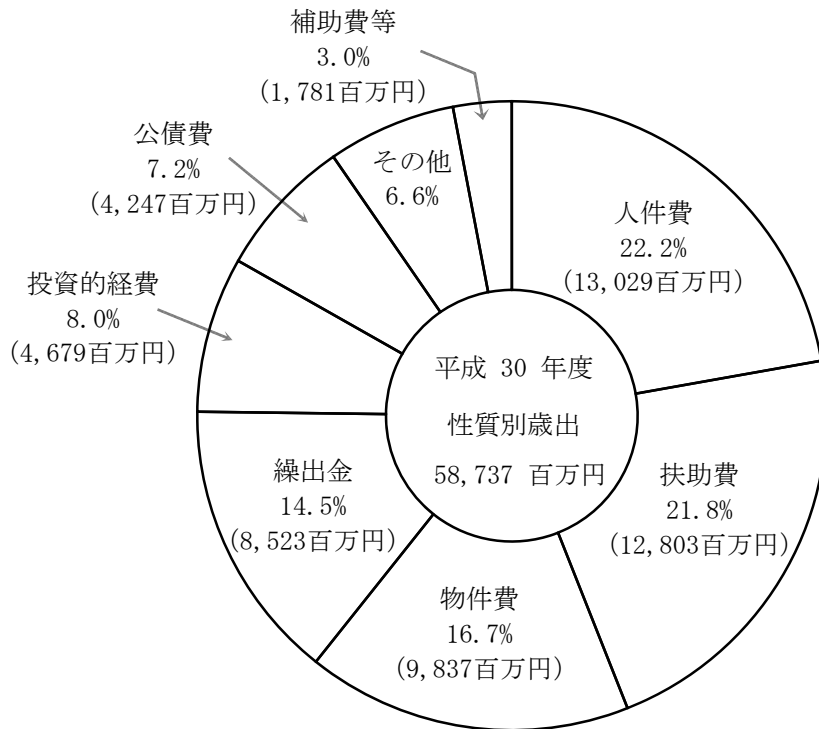 補助費等
3.0%
(1,781百万円)
公債費
7.2%
(4,247百万円)
その他
6.6%
人件費
22.2%
(13,029百万円)
投資的経費
8.0%
(4,679百万円)
平成 30 年度
性質別歳出
58,737 百万円
繰出金
14.5%
(8,523百万円)
扶助費
21.8%
(12,803百万円)
物件費
16.7%
(9,837百万円)